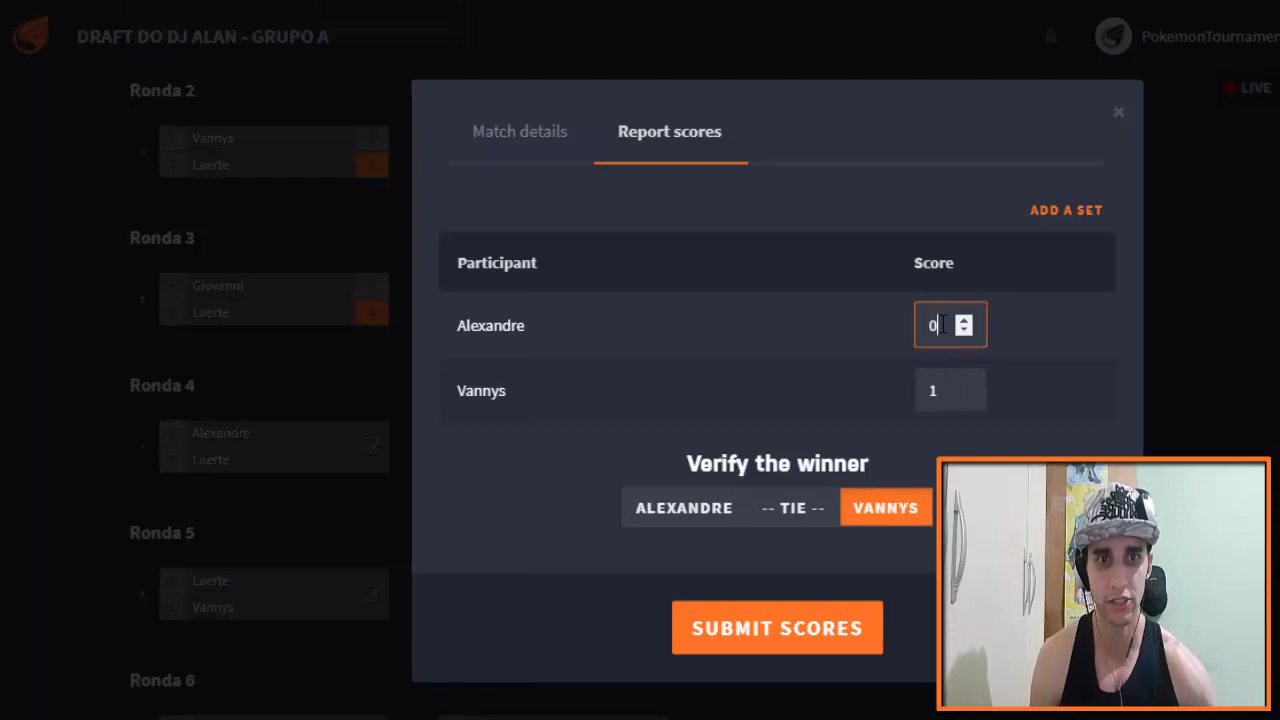 DRAFT DO DJ ALAN - GRUPO A
PokemonTournamen
LIVE
Ronda 2
Vannys
Laerte
Ronda 3
Giovanni
Laerte
4
Ronda 4
Alexandre
Laerte
Ronda 5
Laerte
Vannys
Ronda 6
Match details
Report scores
×
ADD A SET
Participant Score
Alexandre 0
Vannys 1
Verify the winner
ALEXANDRE -- TIE -- VANNYS
SUBMIT SCORES